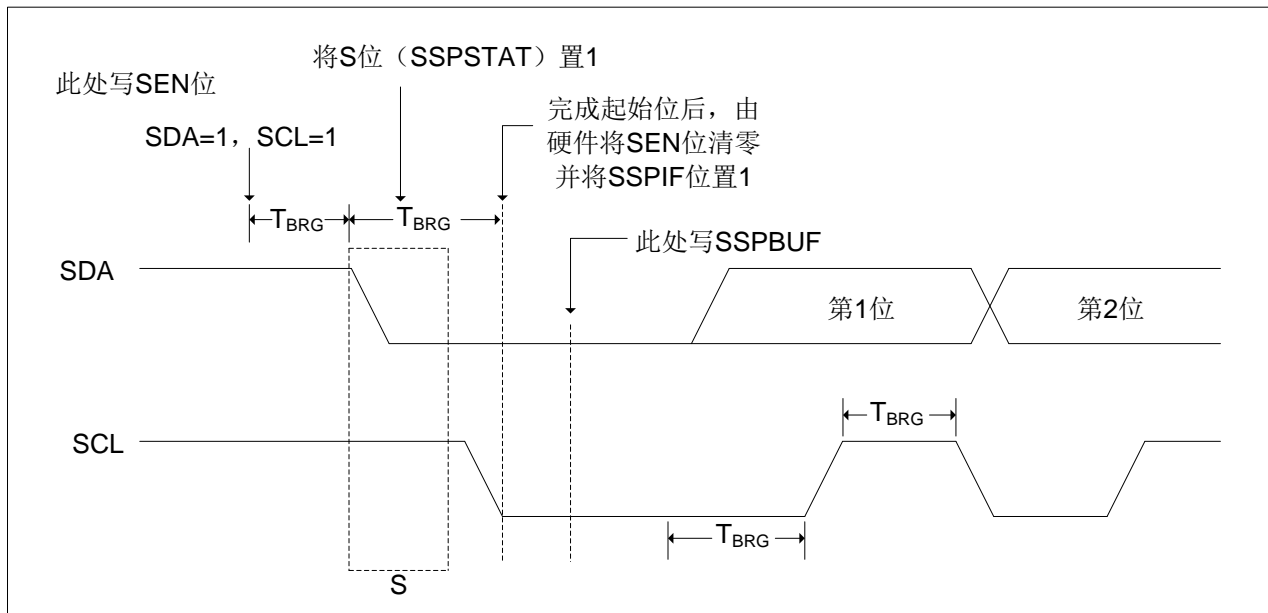 将S位（SSPSTAT）置1
此处写SEN位
SDA=1，SCL=1
完成起始位后，由
硬件将SEN位清零
并将SSPIF位置1
TBRG
TBRG
此处写SSPBUF
SDA
第1位
第2位
TBRG
SCL
TBRG
S